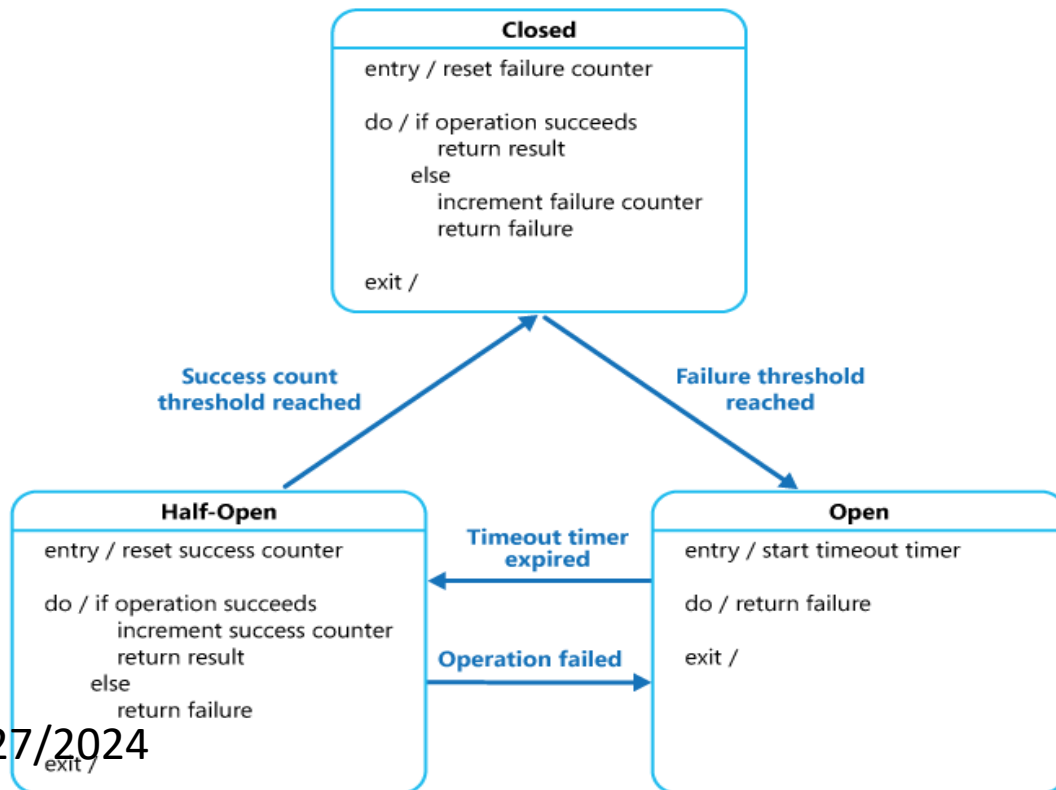 Closed
entry / reset failure counter
do / if operation succeeds
return result
else
increment failure counter
return failure
exit /
Success count
threshold reached
Failure threshold
reached
Half-Open
entry / reset success counter
do / if operation succeeds
increment success counter
return result
else
return failure
exit /
Timeout timer
expired
Operation failed
Open
entry / start timeout timer
do / return failure
exit /
27/2024